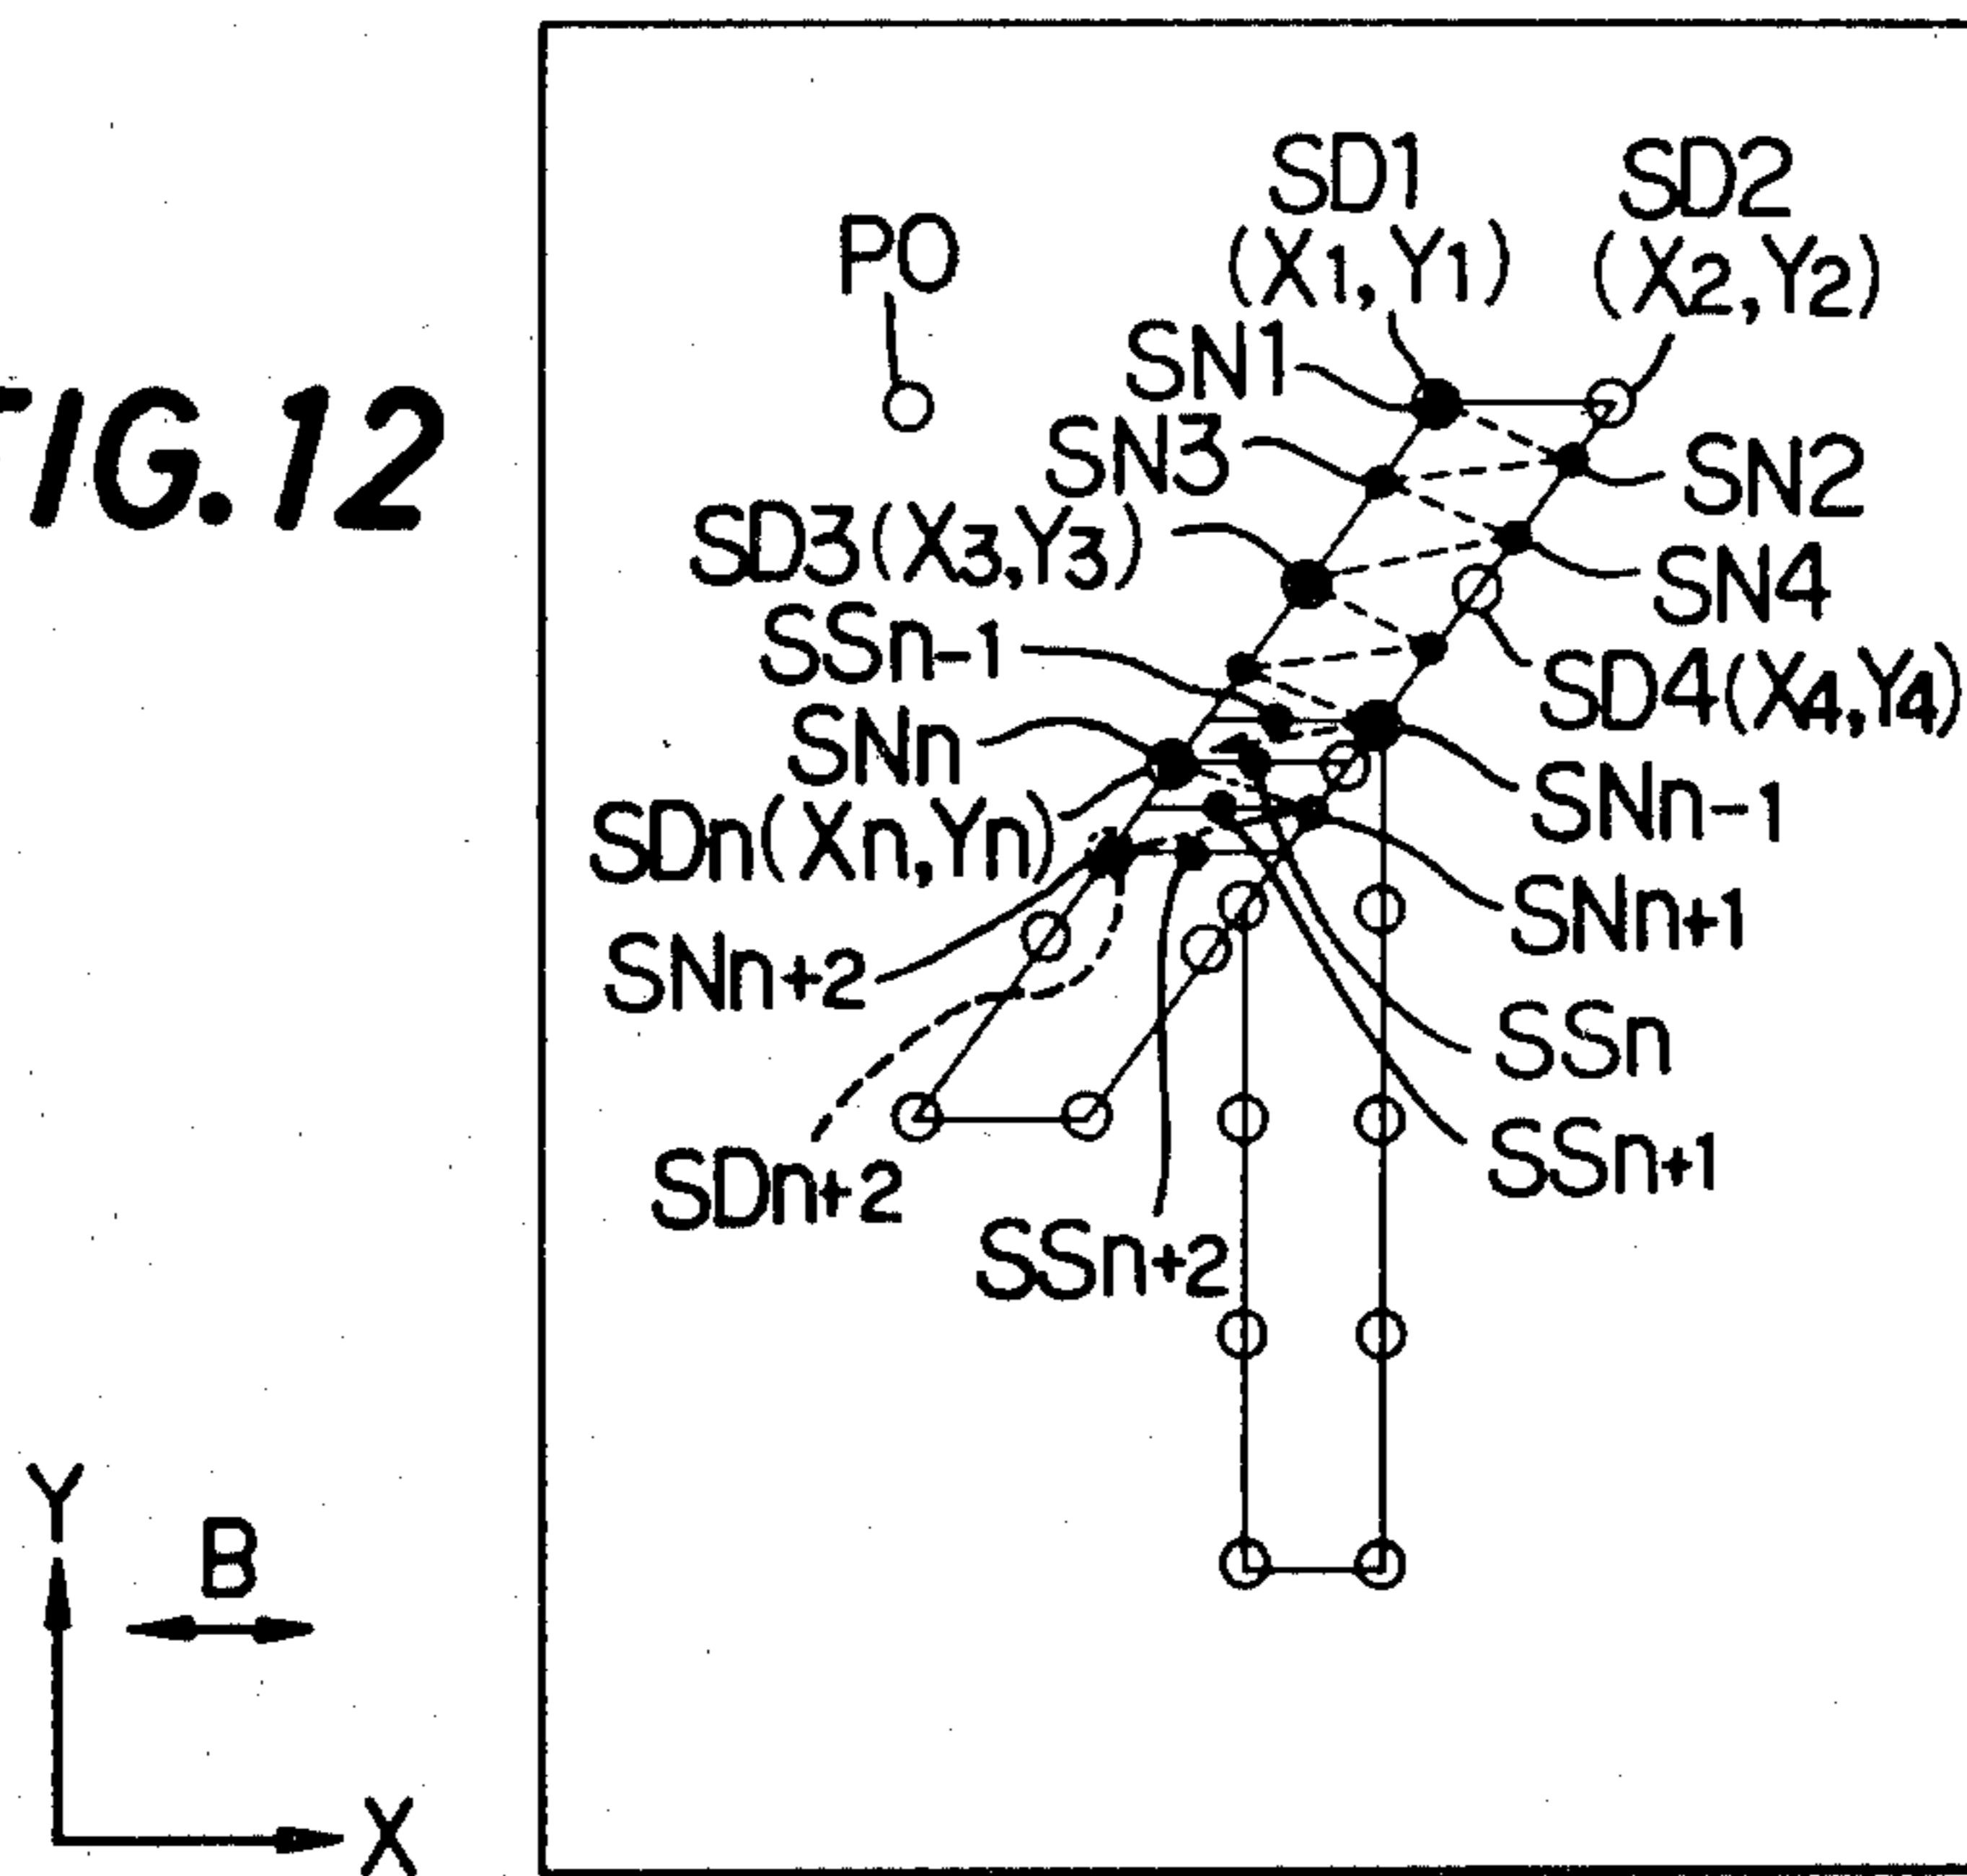 FIG.12
SD1
(X1,Y1)
SD2
(X2,Y2)
PO
SN1
SN3
SN2
SD3(X3,Y3)
SN4
SSn-1
SD4(X4,Y4)
SNn
SNn-1
SDn(Xn,Yn)
SNn+1
SNn+2
SSn
SSn+1
SDn+2
SSn+2
Y
B
X